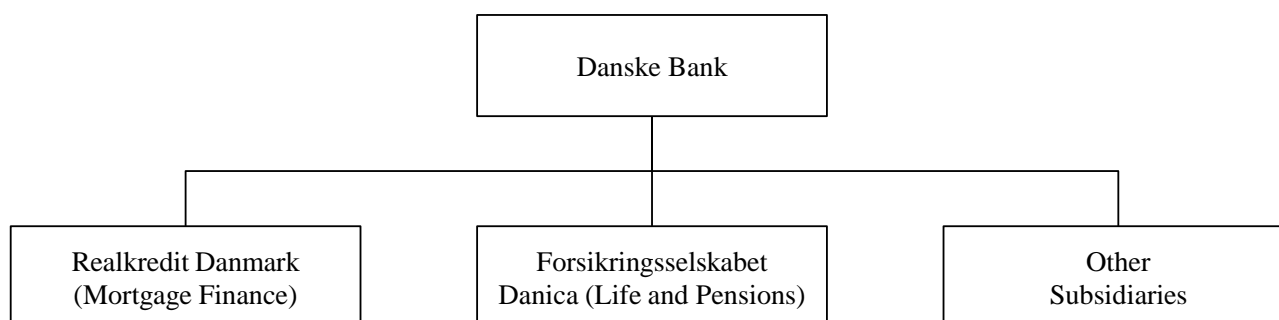 Danske Bank
Realkredit Danmark
(Mortgage Finance)
Forsikringsselskabet
Danica (Life and Pensions)
Other
Subsidiaries